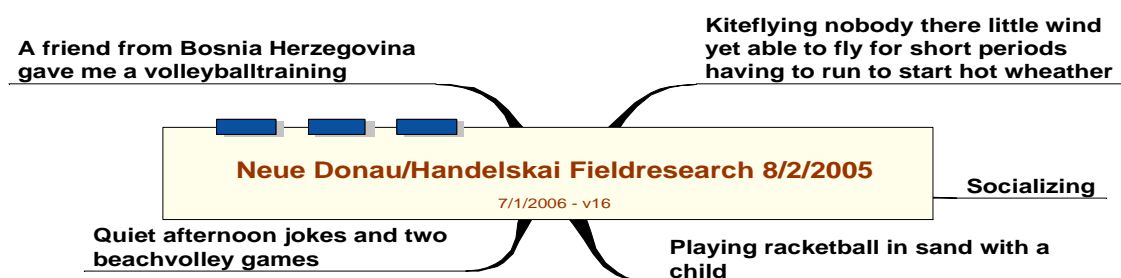 A friend from Bosnia Herzegovina
gave me a volleyballtraining
Kiteflying nobody there little wind
yet able to fly for short periods
having to run to start hot wheather
Neue Donau/Handelskai Fieldresearch 8/2/2005
7/1/2006 - v16
Socializing
Quiet afternoon jokes and two
beachvolley games
Playing racketball in sand with a
child